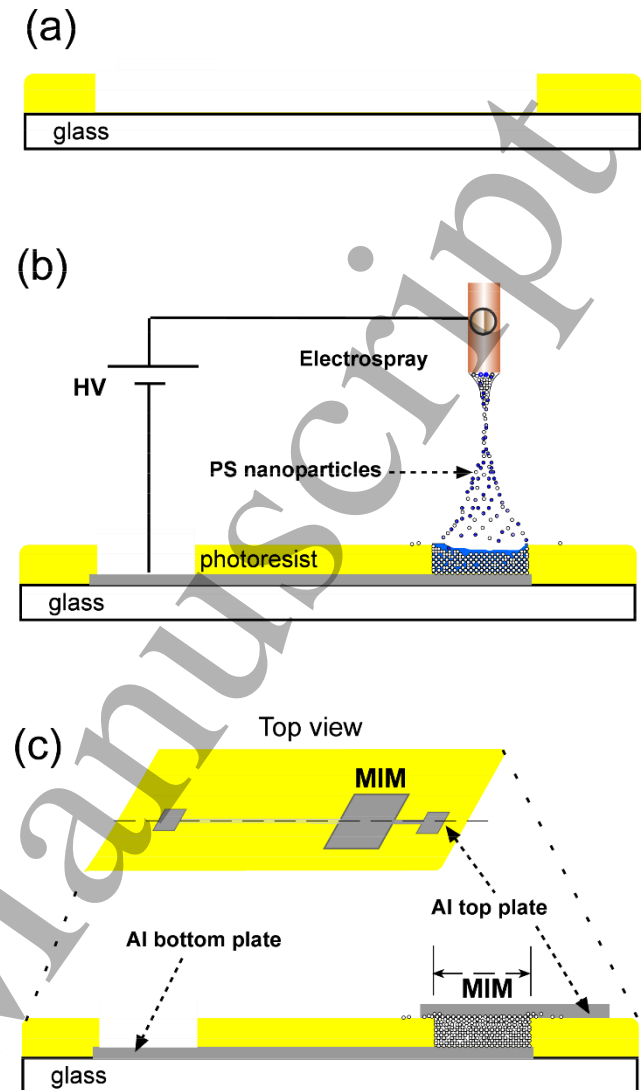 (a)
glass
(b)
Electrospray
HV
PS nanoparticles
photoresist
glass
(c)
Top view
MIM
Al top plate
Al bottom plate
MIM
glass
Manuscript